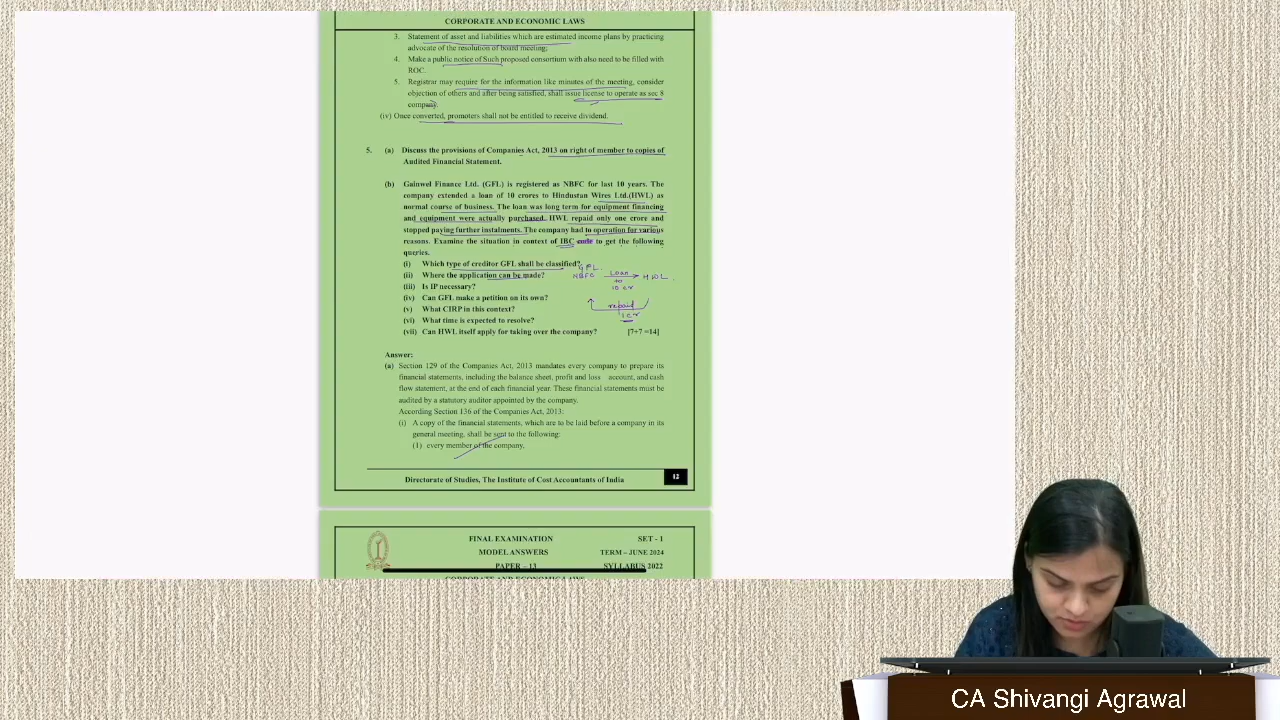 CORPORATE AND ECONOMIC LAWS
3. Statement of asset and liabilities which are estimated income plans by practicing
advocate of the resolution of board meeting;
4. Make a public notice of Such proposed consortium with also need to be filled with
ROC.
5. Registrar may require for the information like minutes of the meeting, consider
objection of others and after being satisfied, shall issue license to operate as sec 8
company.
(iv) Once converted, promoters shall not be entitled to receive dividend.
5. (a) Discuss the provisions of Companies Act, 2013 on right of member to copies of
Audited Financial Statement.
(b) Gainwel Finance Ltd. (GFL) is registered as NBFC for last 10 years. The
company extended a loan of 10 crores to Hindustan Wires Ltd.(HWL) as
normal course of business. The loan was long term for equipment financing
and equipment were actually purchased. HWL repaid only one crore and
stopped paying further instalments. The company had to operation for various
reasons. Examine the situation in context of IBC code to get the following
queries.
(i) Which type of creditor GFL shall be classified?
(ii) Where the application can be made?
(iii) Is IP necessary?
(iv) Can GFL make a petition on its own?
(v) What CIRP in this context?
(vi) What time is expected to resolve?
(vii) Can HWL itself apply for taking over the company? [7+7 =14]
GFL
NBFC Loan HWL
to
10 cr
repaid
1 cr
Answer:
(a) Section 129 of the Companies Act, 2013 mandates every company to prepare its
financial statements, including the balance sheet, profit and loss account, and cash
flow statement, at the end of each financial year. These financial statements must be
audited by a statutory auditor appointed by the company.
According Section 136 of the Companies Act, 2013:
(i) A copy of the financial statements, which are to be laid before a company in its
general meeting, shall be sent to the following:
(1) every member of the company,
Directorate of Studies, The Institute of Cost Accountants of India 12
FINAL EXAMINATION SET - 1
MODEL ANSWERS TERM – JUNE 2024
PAPER – 13 SYLLABUS 2022
CORPORATE AND ECONOMIC LAWS
CA Shivangi Agrawal